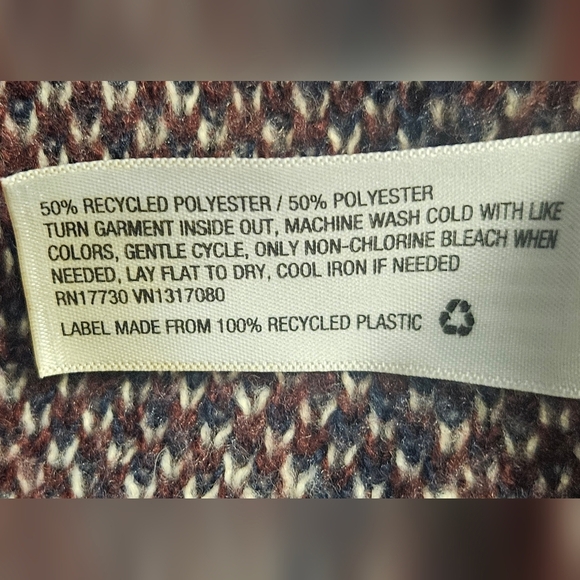 50% RECYCLED POLYESTER / 50% POLYESTER
TURN GARMENT INSIDE OUT, MACHINE WASH COLD WITH LIKE
COLORS, GENTLE CYCLE, ONLY NON-CHLORINE BLEACH WHEN
NEEDED, LAY FLAT TO DRY, COOL IRON IF NEEDED
RN17730 VN1317080
LABEL MADE FROM 100% RECYCLED PLASTIC